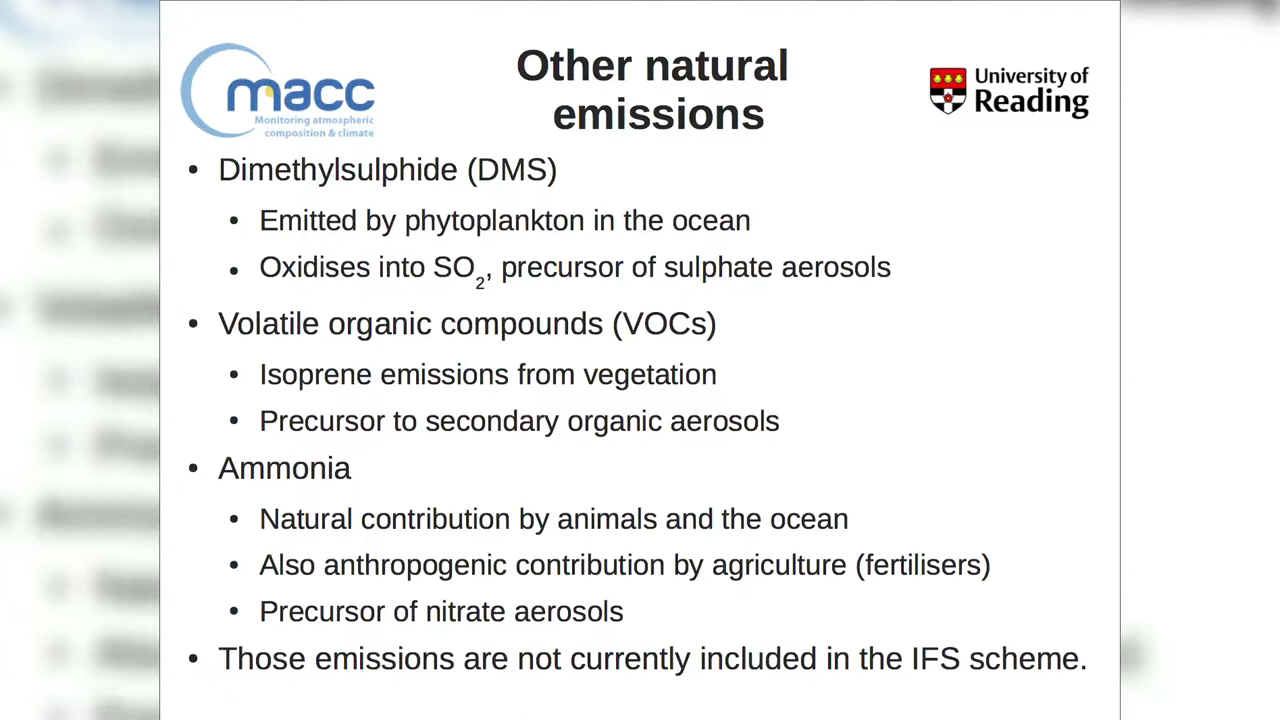 macc
Monitoring atmospheric
composition & climate
Other natural
emissions
University of
Reading
• Dimethylsulphide (DMS)
• Emitted by phytoplankton in the ocean
• Oxidises into SO₂, precursor of sulphate aerosols
• Volatile organic compounds (VOCs)
• Isoprene emissions from vegetation
• Precursor to secondary organic aerosols
• Ammonia
• Natural contribution by animals and the ocean
• Also anthropogenic contribution by agriculture (fertilisers)
• Precursor of nitrate aerosols
• Those emissions are not currently included in the IFS scheme.